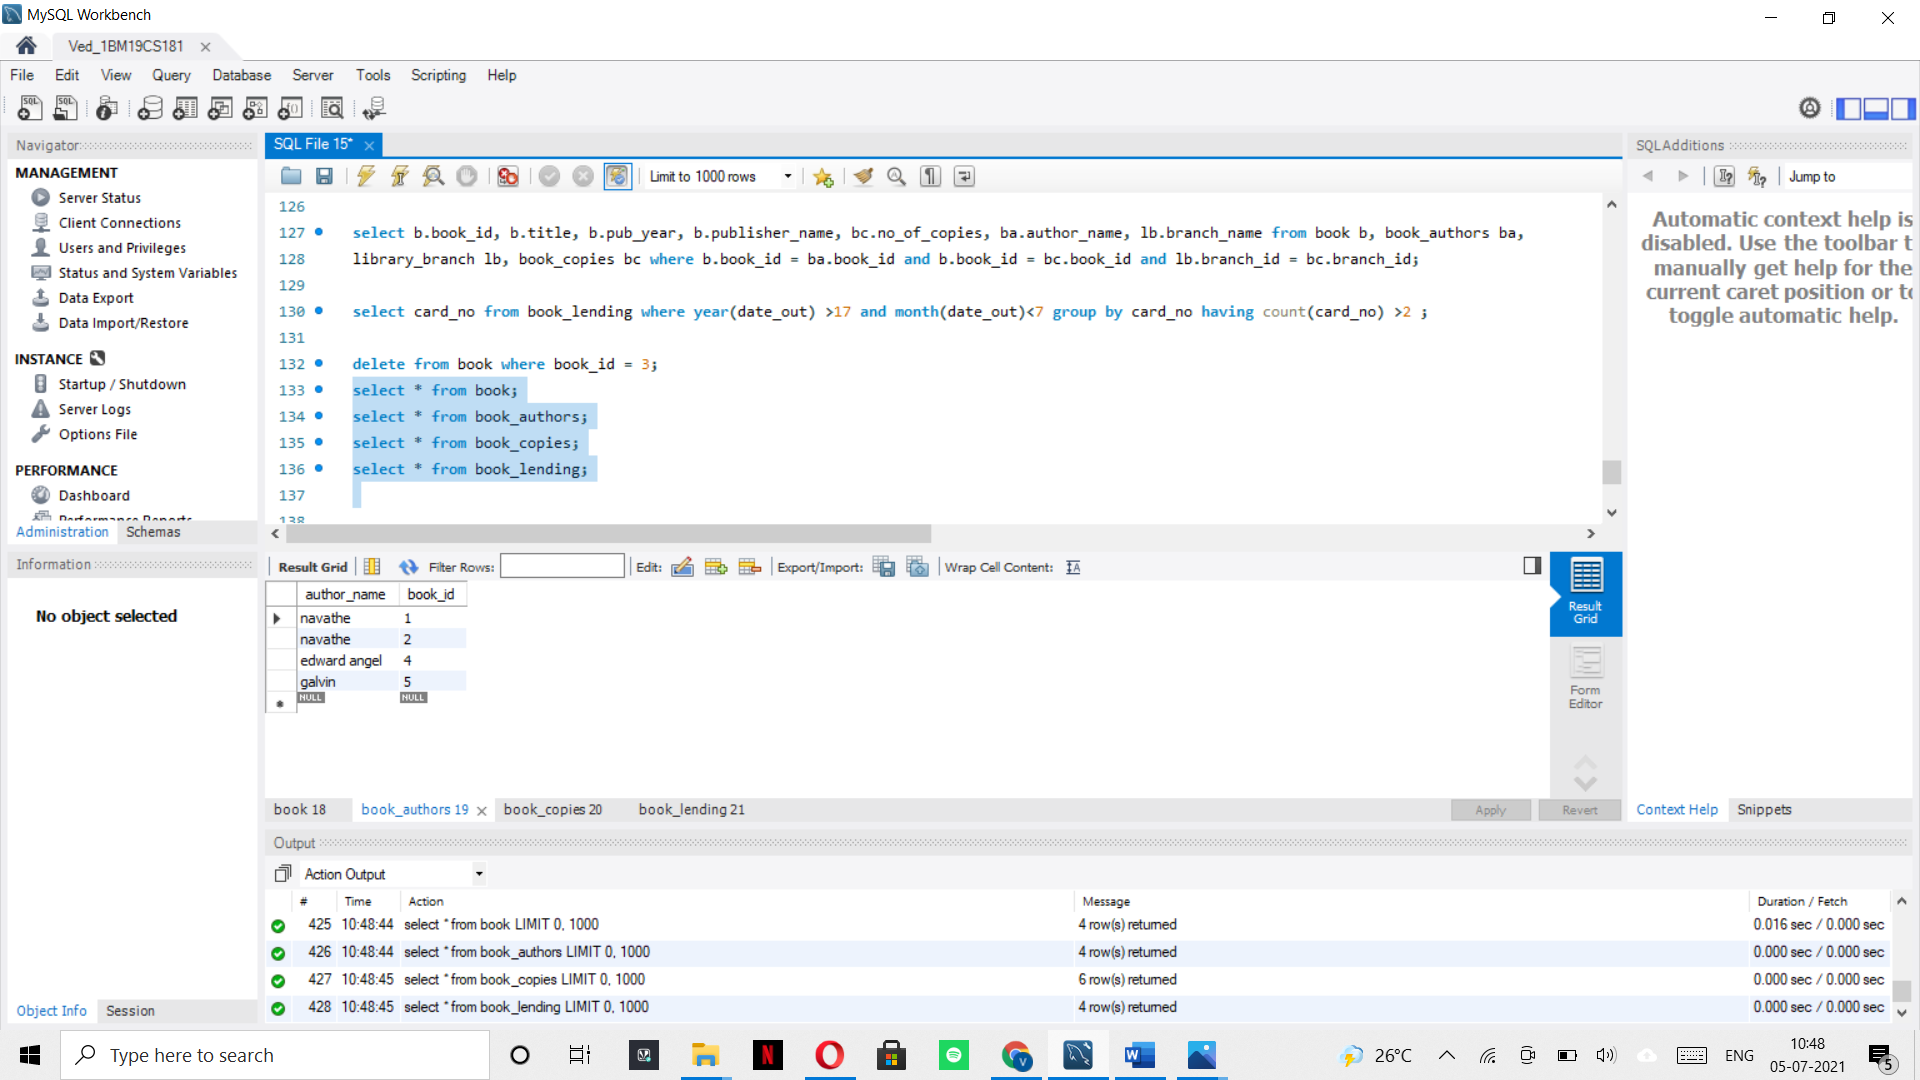 MySQL Workbench
Ved_1BM19CS181
File Edit View Query Database Server Tools Scripting Help
Navigator
MANAGEMENT
Server Status
Client Connections
Users and Privileges
Status and System Variables
Data Export
Data Import/Restore
INSTANCE
Startup / Shutdown
Server Logs
Options File
PERFORMANCE
Dashboard
Performance Reports
Administration Schemas
Information
No object selected
Object Info Session
SQL File 15*
Limit to 1000 rows
126
127 select b.book_id, b.title, b.pub_year, b.publisher_name, bc.no_of_copies, ba.author_name, lb.branch_name from book b, book_authors ba,
128 library_branch lb, book_copies bc where b.book_id = ba.book_id and b.book_id = bc.book_id and lb.branch_id = bc.branch_id;
129
130 select card_no from book_lending where year(date_out) >17 and month(date_out)<7 group by card_no having count(card_no) >2 ;
131
132 delete from book where book_id = 3;
133 select * from book;
134 select * from book_authors;
135 select * from book_copies;
136 select * from book_lending;
137
138
Result Grid Filter Rows: Edit: Export/Import: Wrap Cell Content:
author_name book_id
navathe 1
navathe 2
edward angel 4
galvin 5
NULL NULL
Result Grid
Form Editor
book 18 book_authors 19 book_copies 20 book_lending 21
Apply Revert
SQLAdditions
Jump to
Automatic context help is
disabled. Use the toolbar t
manually get help for the
current caret position or to
toggle automatic help.
Context Help Snippets
Output
Action Output
# Time Action Message Duration / Fetch
425 10:48:44 select * from book LIMIT 0, 1000 4 row(s) returned 0.016 sec / 0.000 sec
426 10:48:44 select * from book_authors LIMIT 0, 1000 4 row(s) returned 0.000 sec / 0.000 sec
427 10:48:45 select * from book_copies LIMIT 0, 1000 6 row(s) returned 0.000 sec / 0.000 sec
428 10:48:45 select * from book_lending LIMIT 0, 1000 4 row(s) returned 0.000 sec / 0.000 sec
Type here to search
26°C
ENG
10:48
05-07-2021
5